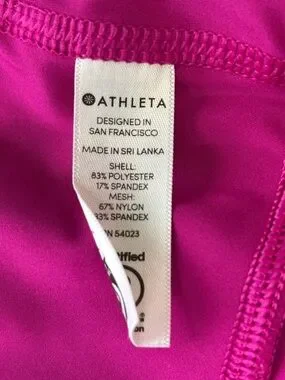 ATHLETA
DESIGNED IN
SAN FRANCISCO
MADE IN SRI LANKA
SHELL:
83% POLYESTER
17% SPANDEX
MESH:
67% NYLON
33% SPANDEX
54023